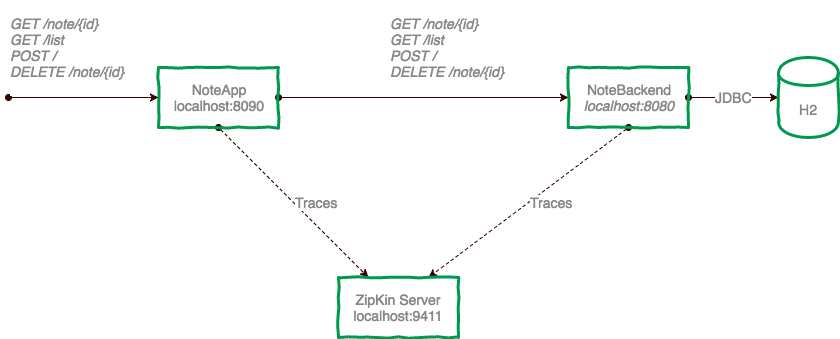 GET /note/{id}
GET /list
POST /
DELETE /note/{id}
GET /note/{id}
GET /list
POST /
DELETE /note/{id}
NoteApp
localhost:8090
NoteBackend
localhost:8080
JDBC
H2
Traces
Traces
ZipKin Server
localhost:9411